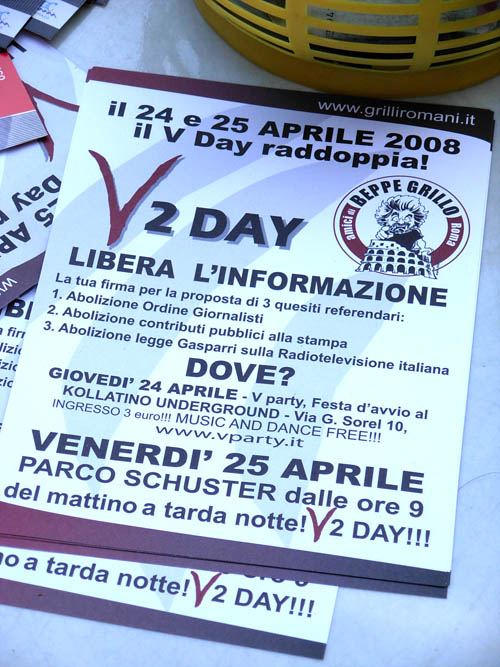 www.grilliromani.it
il 24 e 25 APRILE 2008
il V Day raddoppia!
V2 DAY
amici di BEPPE GRILLO Roma
LIBERA L'INFORMAZIONE
La tua firma per la proposta di 3 quesiti referendari:
1. Abolizione Ordine Giornalisti
2. Abolizione contributi pubblici alla stampa
3. Abolizione legge Gasparri sulla Radiotelevisione italiana
DOVE?
GIOVEDI' 24 APRILE - V party, Festa d'avvio al
KOLLATINO UNDERGROUND - Via G. Sorel 10,
INGRESSO 3 euro!!! MUSIC AND DANCE FREE!!!
www.vparty.it
VENERDI' 25 APRILE
PARCO SCHUSTER dalle ore 9
del mattino a tarda notte! V2 DAY!!!
no a tarda notte! V2 DAY!!!